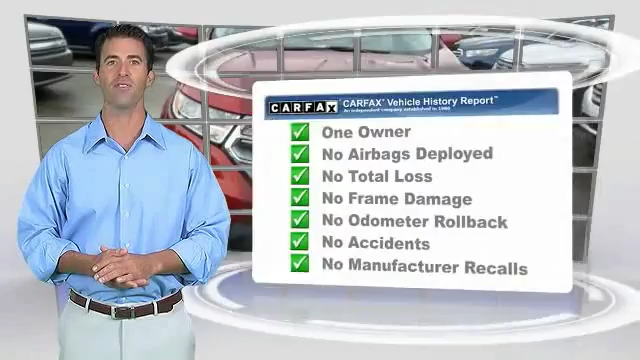 CARFAX CARFAX Vehicle History Report™
An independent company established in 1986
One Owner
No Airbags Deployed
No Total Loss
No Frame Damage
No Odometer Rollback
No Accidents
No Manufacturer Recalls